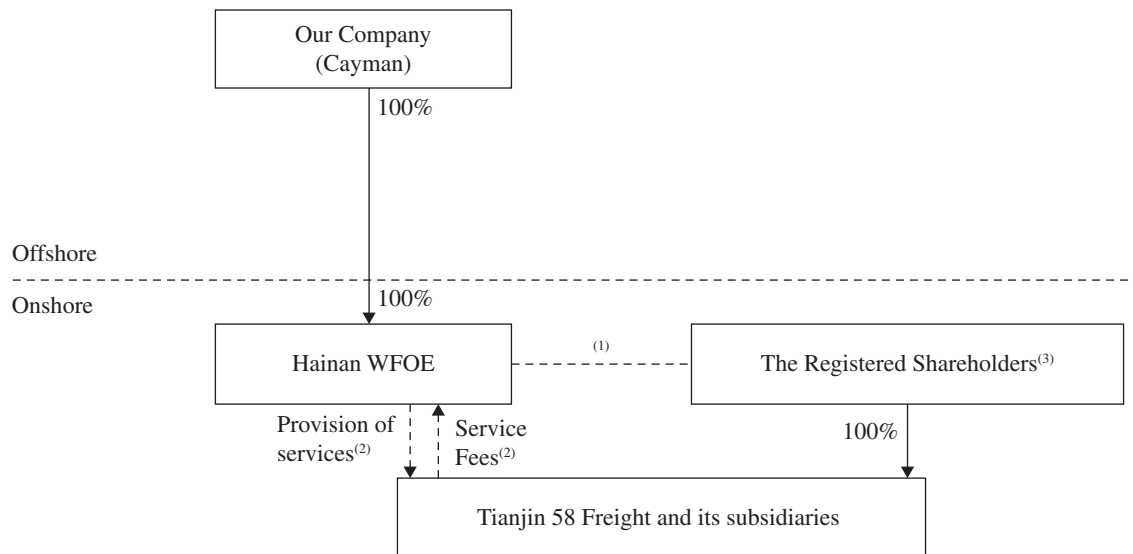 Our Company
(Cayman)
100%
Offshore
100%
Onshore
Hainan WFOE
(1)
The Registered Shareholders(3)
Provision of
services(2)
Service
Fees(2)
100%
Tianjin 58 Freight and its subsidiaries